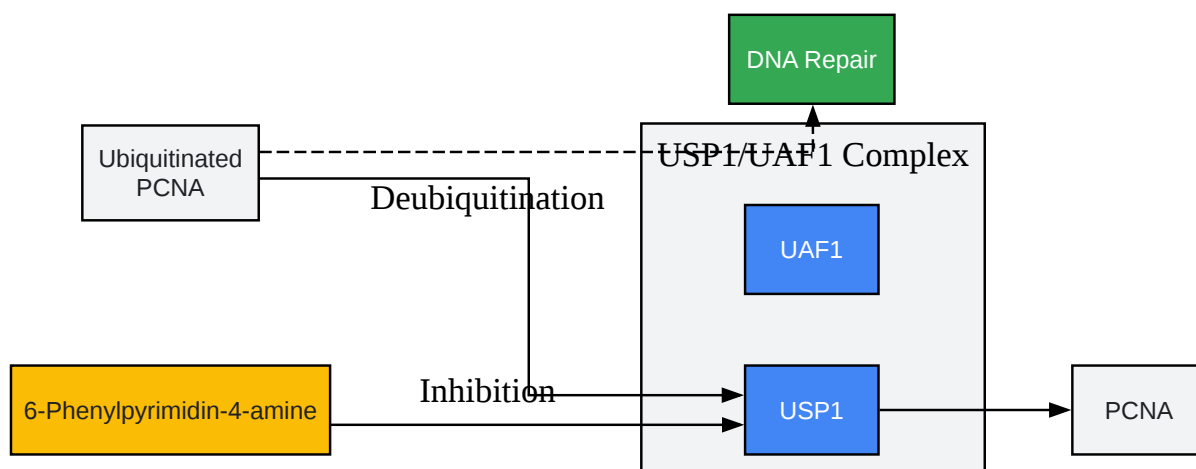 DNA Repair
Ubiquitinated
PCNA
USP1/UAF1 Complex
Deubiquitination
UAF1
Inhibition
6-Phenylpyrimidin-4-amine
USP1
PCNA